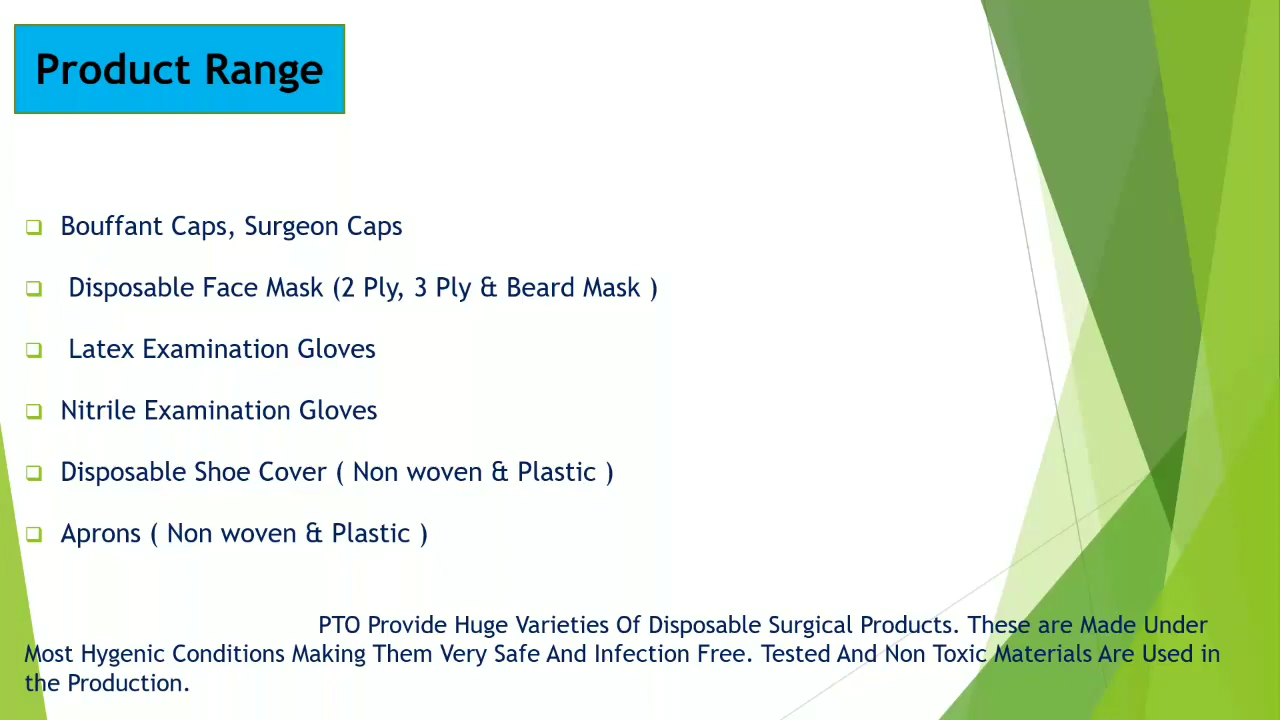 Product Range
Bouffant Caps, Surgeon Caps
Disposable Face Mask (2 Ply, 3 Ply & Beard Mask )
Latex Examination Gloves
Nitrile Examination Gloves
Disposable Shoe Cover ( Non woven & Plastic )
Aprons ( Non woven & Plastic )
PTO Provide Huge Varieties Of Disposable Surgical Products. These are Made Under
Most Hygenic Conditions Making Them Very Safe And Infection Free. Tested And Non Toxic Materials Are Used in
the Production.